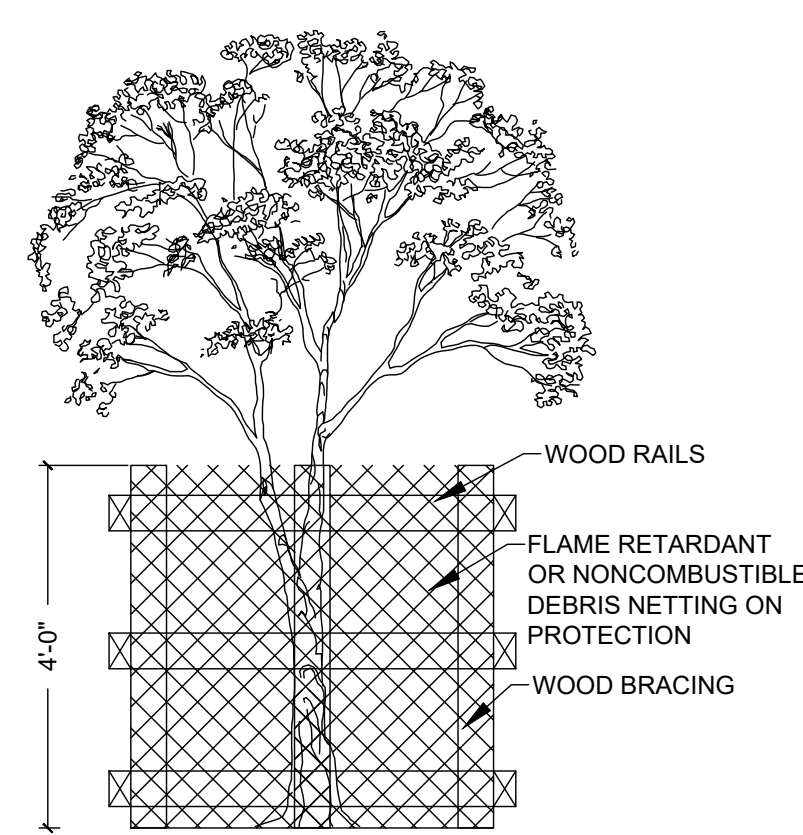 WOOD RAILS
FLAME RETARDANT
OR NONCOMBUSTIBLE
DEBRIS NETTING ON
PROTECTION
4'-0"
WOOD BRACING